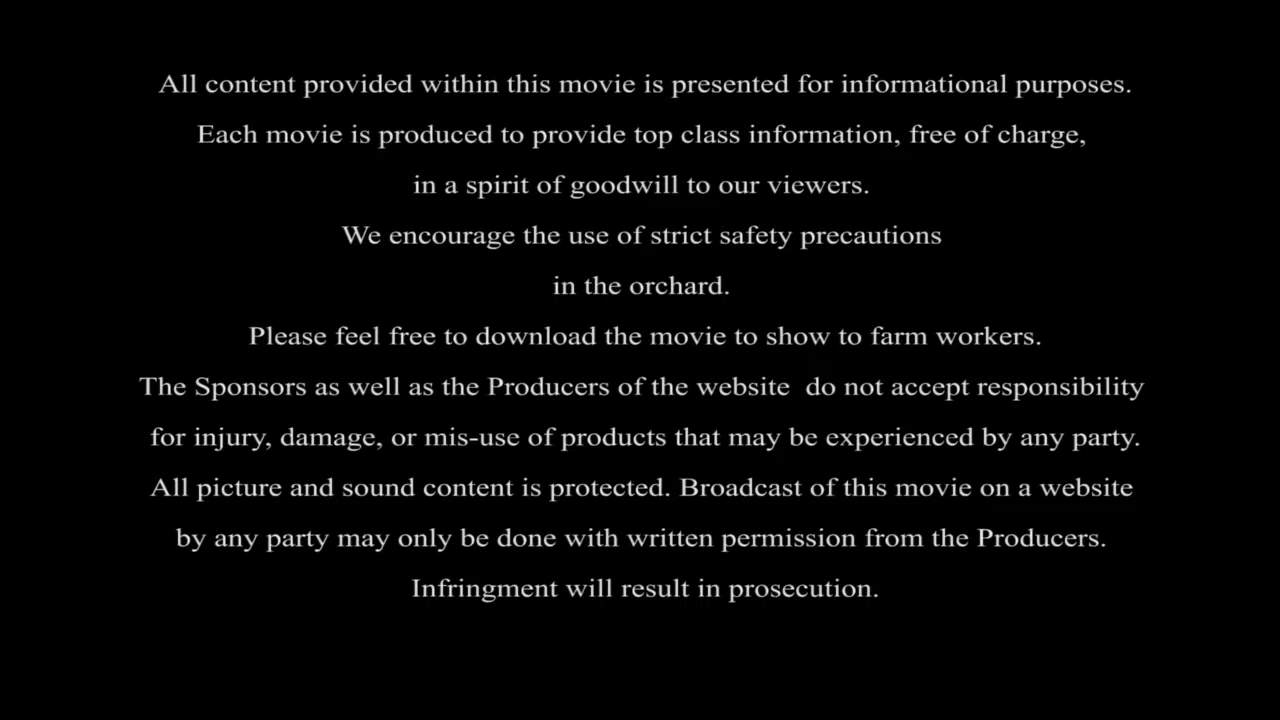 All content provided within this movie is presented for informational purposes.
Each movie is produced to provide top class information, free of charge,
in a spirit of goodwill to our viewers.
We encourage the use of strict safety precautions
in the orchard.
Please feel free to download the movie to show to farm workers.
The Sponsors as well as the Producers of the website  do not accept responsibility
for injury, damage, or mis-use of products that may be experienced by any party.
All picture and sound content is protected. Broadcast of this movie on a website
by any party may only be done with written permission from the Producers.
Infringment will result in prosecution.